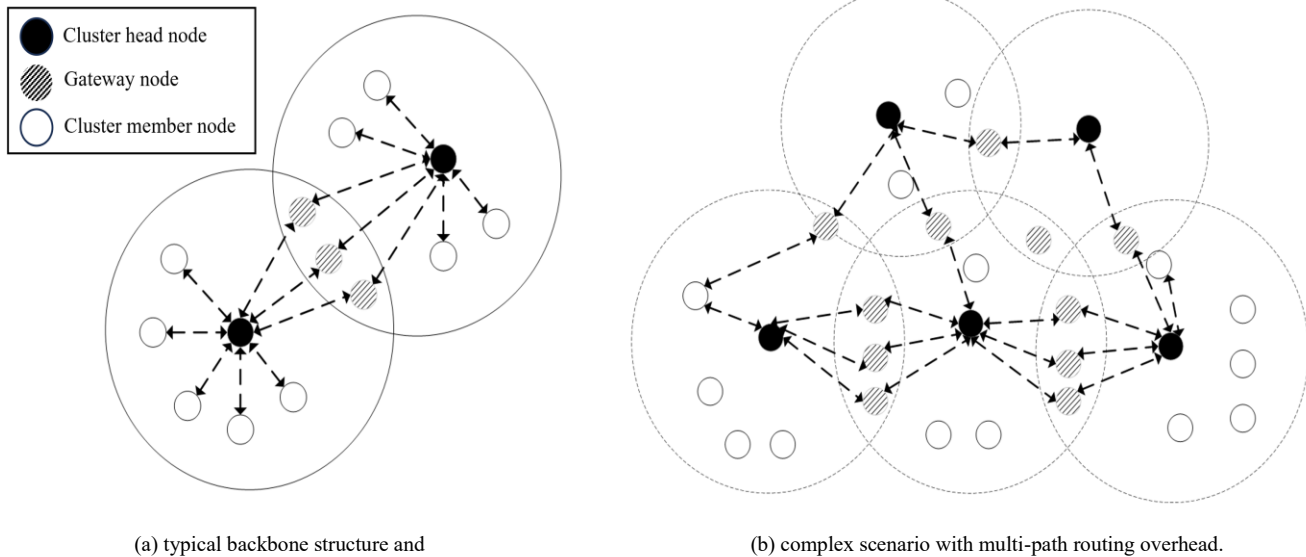 Cluster head node
Gateway node
Cluster member node
(a) typical backbone structure and
(b) complex scenario with multi-path routing overhead.